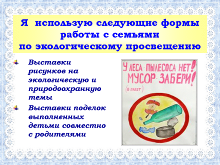 Я использую следующие формы
работы с семьями
по экологическому просвещению
Выставки
рисунков на
экологическую и
природоохранную
темы
Выставки поделок
выполненных
детьми совместно
с родителями
У ЛЕСА ПЫЛЕСОСА НЕТ!
МУСОР ЗАБЕРИ!